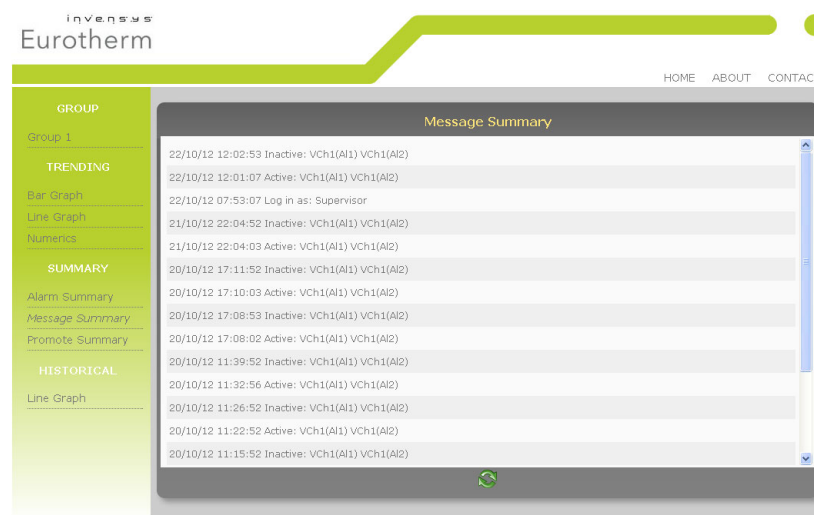 invensys
Eurotherm
HOME ABOUT CONTAC
GROUP
Group 1
TRENDING
Bar Graph
Line Graph
Numerics
SUMMARY
Alarm Summary
Message Summary
Promote Summary
HISTORICAL
Line Graph
Message Summary
22/10/12 12:02:53 Inactive: VCh1(Al1) VCh1(Al2)
22/10/12 12:01:07 Active: VCh1(Al1) VCh1(Al2)
22/10/12 07:53:07 Log in as: Supervisor
21/10/12 22:04:52 Inactive: VCh1(Al1) VCh1(Al2)
21/10/12 22:04:03 Active: VCh1(Al1) VCh1(Al2)
20/10/12 17:11:52 Inactive: VCh1(Al1) VCh1(Al2)
20/10/12 17:10:03 Active: VCh1(Al1) VCh1(Al2)
20/10/12 17:08:53 Inactive: VCh1(Al1) VCh1(Al2)
20/10/12 17:08:02 Active: VCh1(Al1) VCh1(Al2)
20/10/12 11:39:52 Inactive: VCh1(Al1) VCh1(Al2)
20/10/12 11:32:56 Active: VCh1(Al1) VCh1(Al2)
20/10/12 11:26:52 Inactive: VCh1(Al1) VCh1(Al2)
20/10/12 11:22:52 Active: VCh1(Al1) VCh1(Al2)
20/10/12 11:15:52 Inactive: VCh1(Al1) VCh1(Al2)